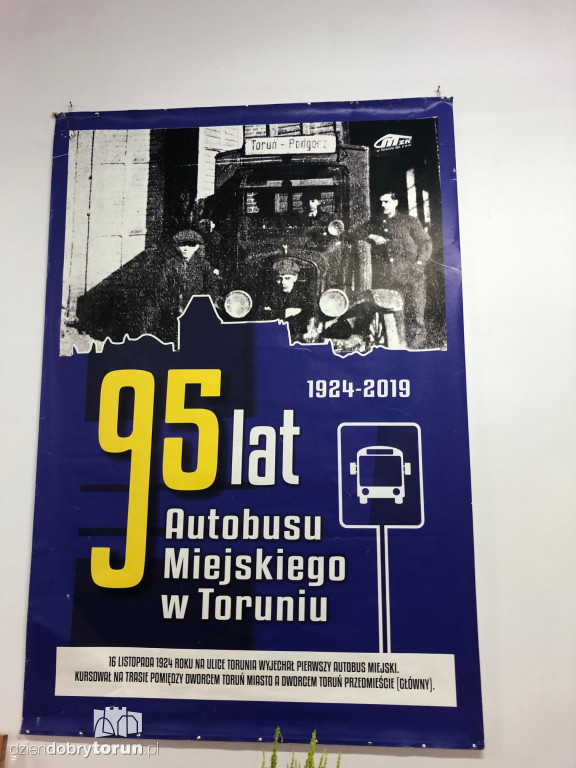 Toruń - Podgórz
MZK
1924-2019
95 lat
Autobusu
Miejskiego
w Toruniu
16 LISTOPADA 1924 ROKU NA ULICE TORUNIA WYJECHAŁ PIERWSZY AUTOBUS MIEJSKI.
KURSOWAŁ NA TRASIE POMIĘDZY DWORCEM TORUŃ MIASTO A DWORCEM TORUŃ PRZEDMIEŚCIE (GŁÓWNY).
dziendobrytorun.pl